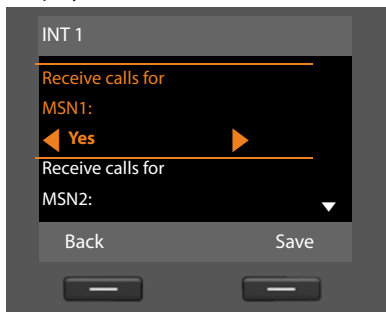 INT 1
Receive calls for
MSN1:
Yes
Receive calls for
MSN2:
Back Save